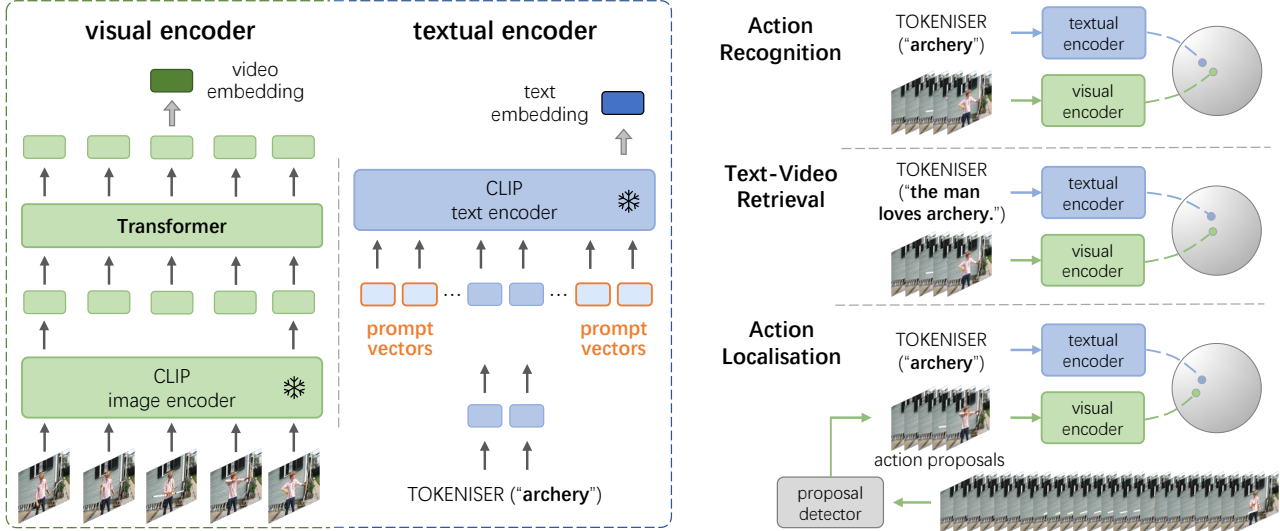 visual encoder
video
embedding
Transformer
CLIP
image encoder
textual encoder
text
embedding
CLIP
text encoder
... ...
prompt
vectors
prompt
vectors
TOKENISER ("archery")
Action
Recognition
TOKENISER
("archery")
textual
encoder
visual
encoder
Text-Video
Retrieval
TOKENISER
("the man
loves archery.")
textual
encoder
visual
encoder
Action
Localisation
TOKENISER
("archery")
textual
encoder
visual
encoder
action proposals
proposal
detector